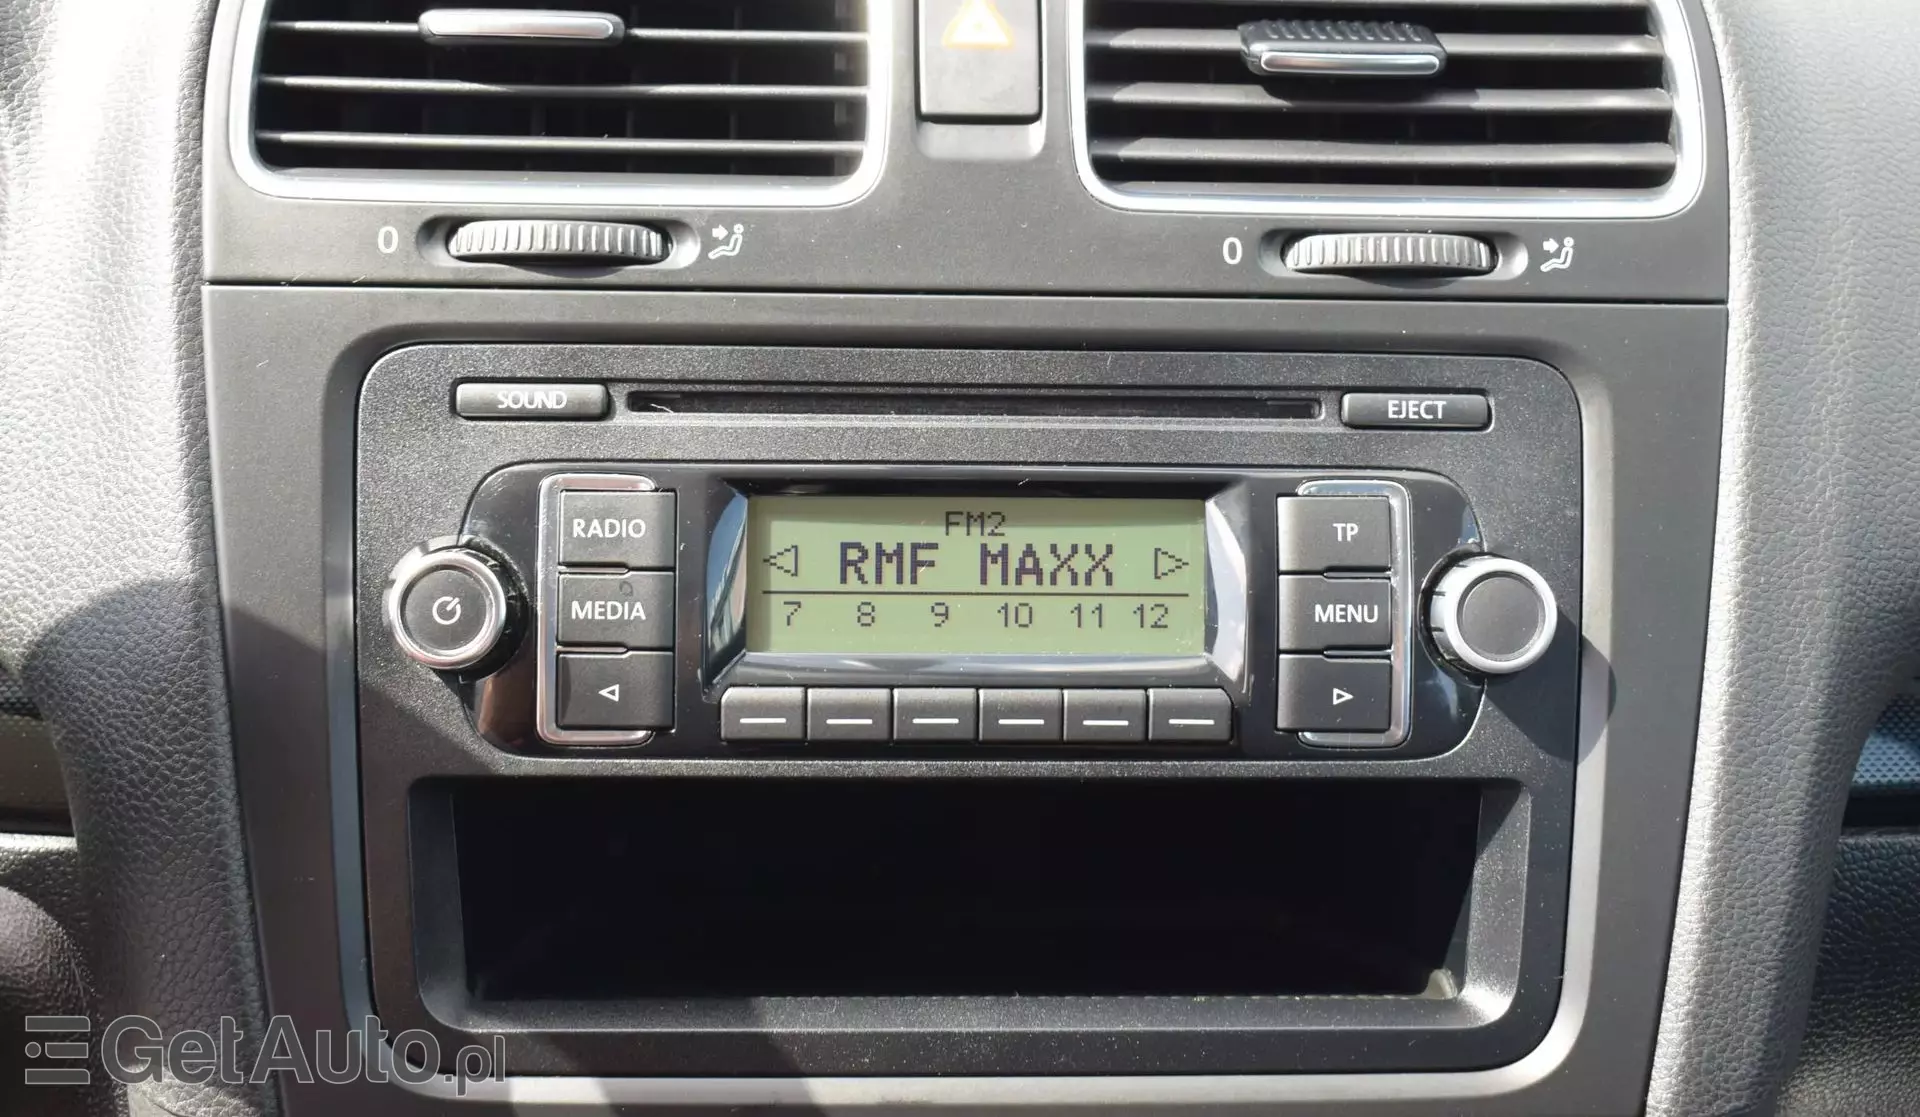 0
0
SOUND
EJECT
RADIO
FM2
TP
RMF MAXX
MEDIA
7 8 9 10 11 12
MENU
GetAuto.pl